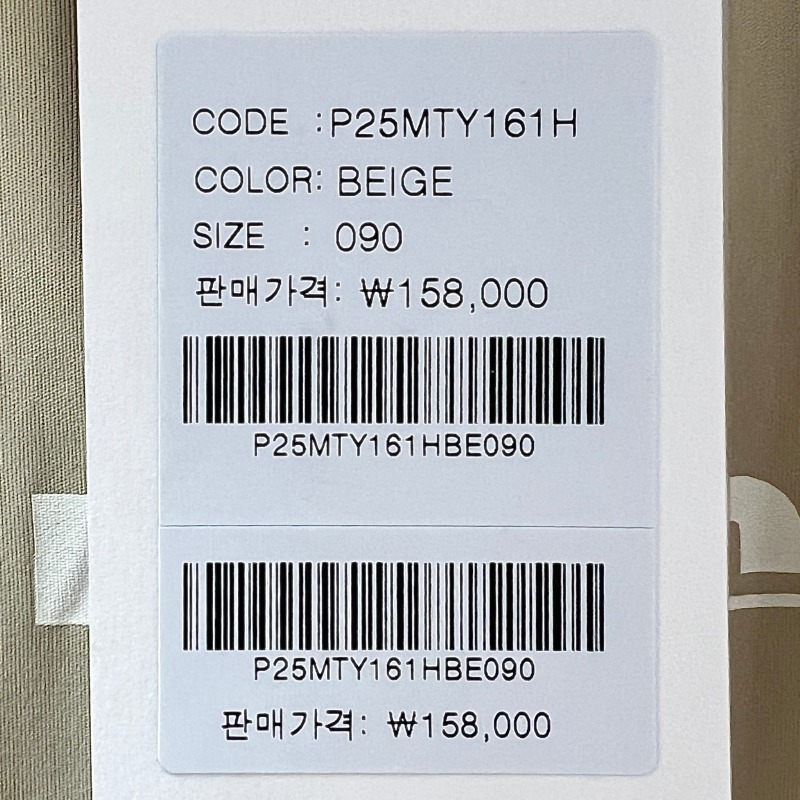 CODE :P25MTY161H
COLOR: BEIGE
SIZE : 090
판매가격: ₩158,000
P25MTY161HBE090
P25MTY161HBE090
판매가격: ₩158,000